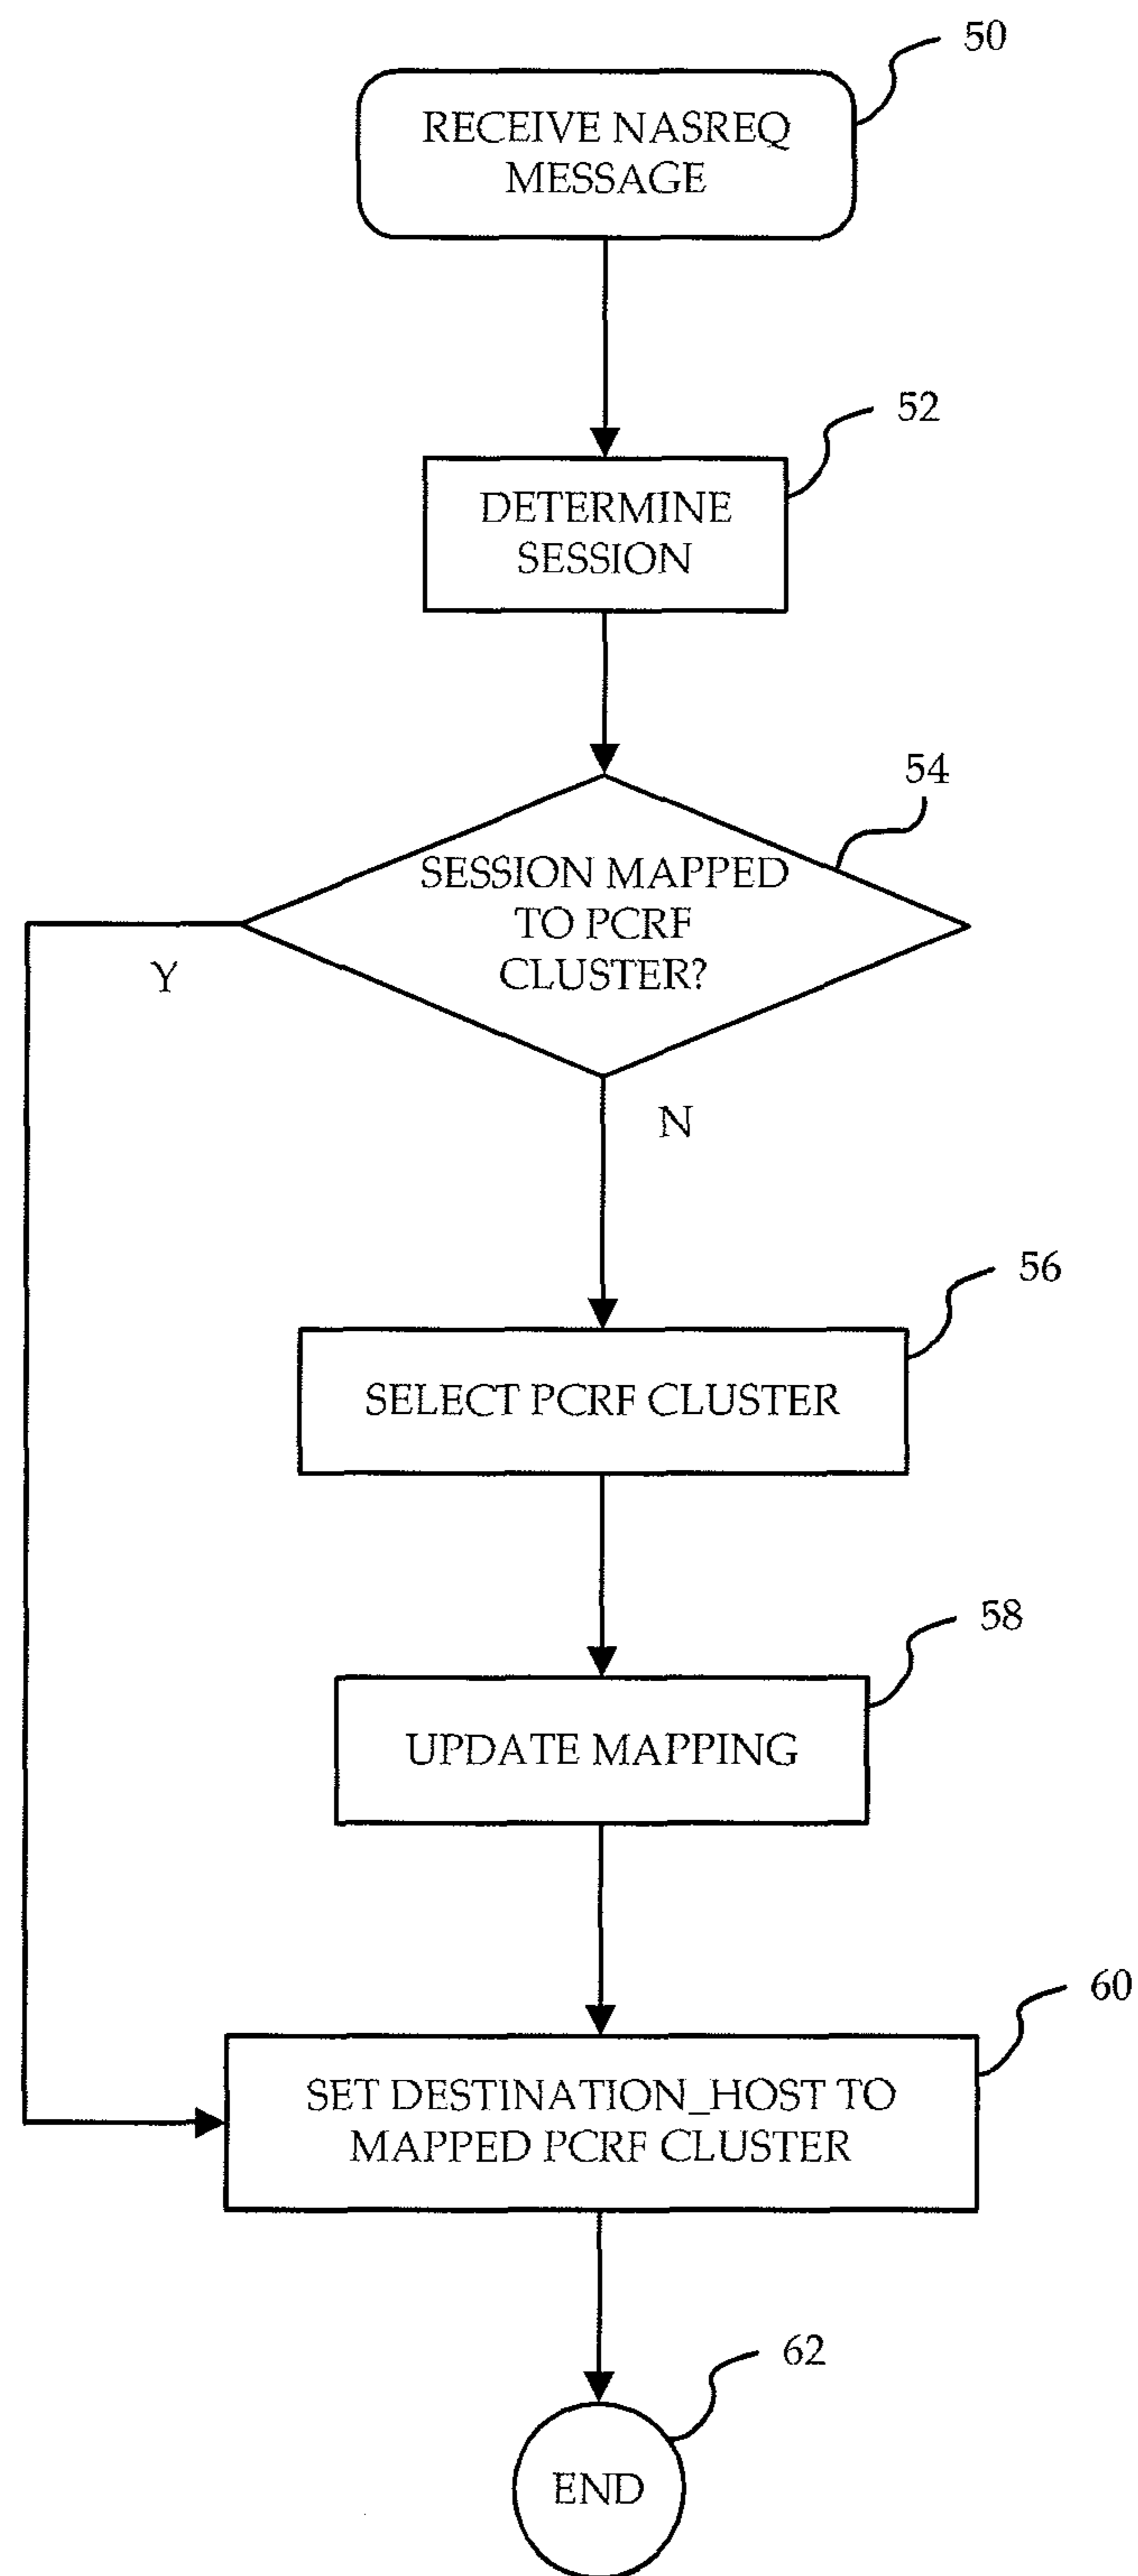 50
RECEIVE NASREQ
MESSAGE
52
DETERMINE
SESSION
54
SESSION MAPPED
TO PCRF
CLUSTER?
Y
N
56
SELECT PCRF CLUSTER
58
UPDATE MAPPING
60
SET DESTINATION_HOST TO
MAPPED PCRF CLUSTER
62
END